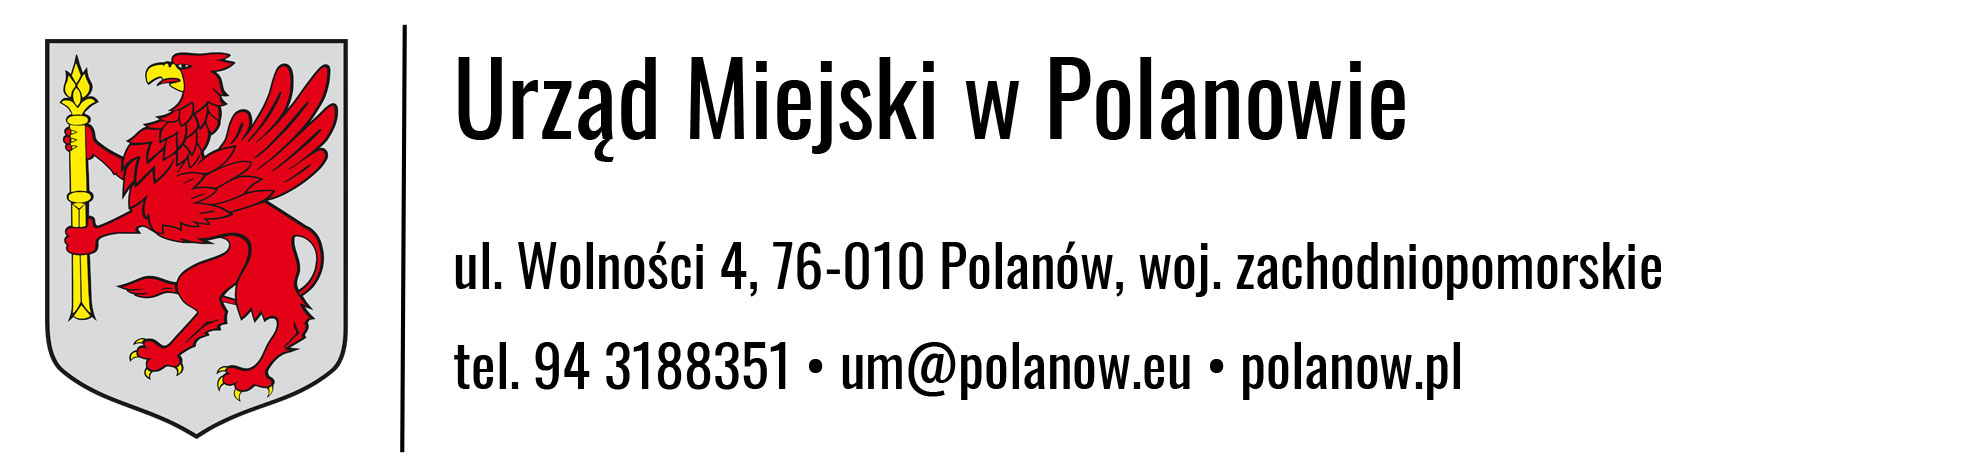 Urząd Miejski w Polanowie
ul. Wolności 4, 76-010 Polanów, woj. zachodniopomorskie
tel. 94 3188351 • um@polanow.eu • polanow.pl